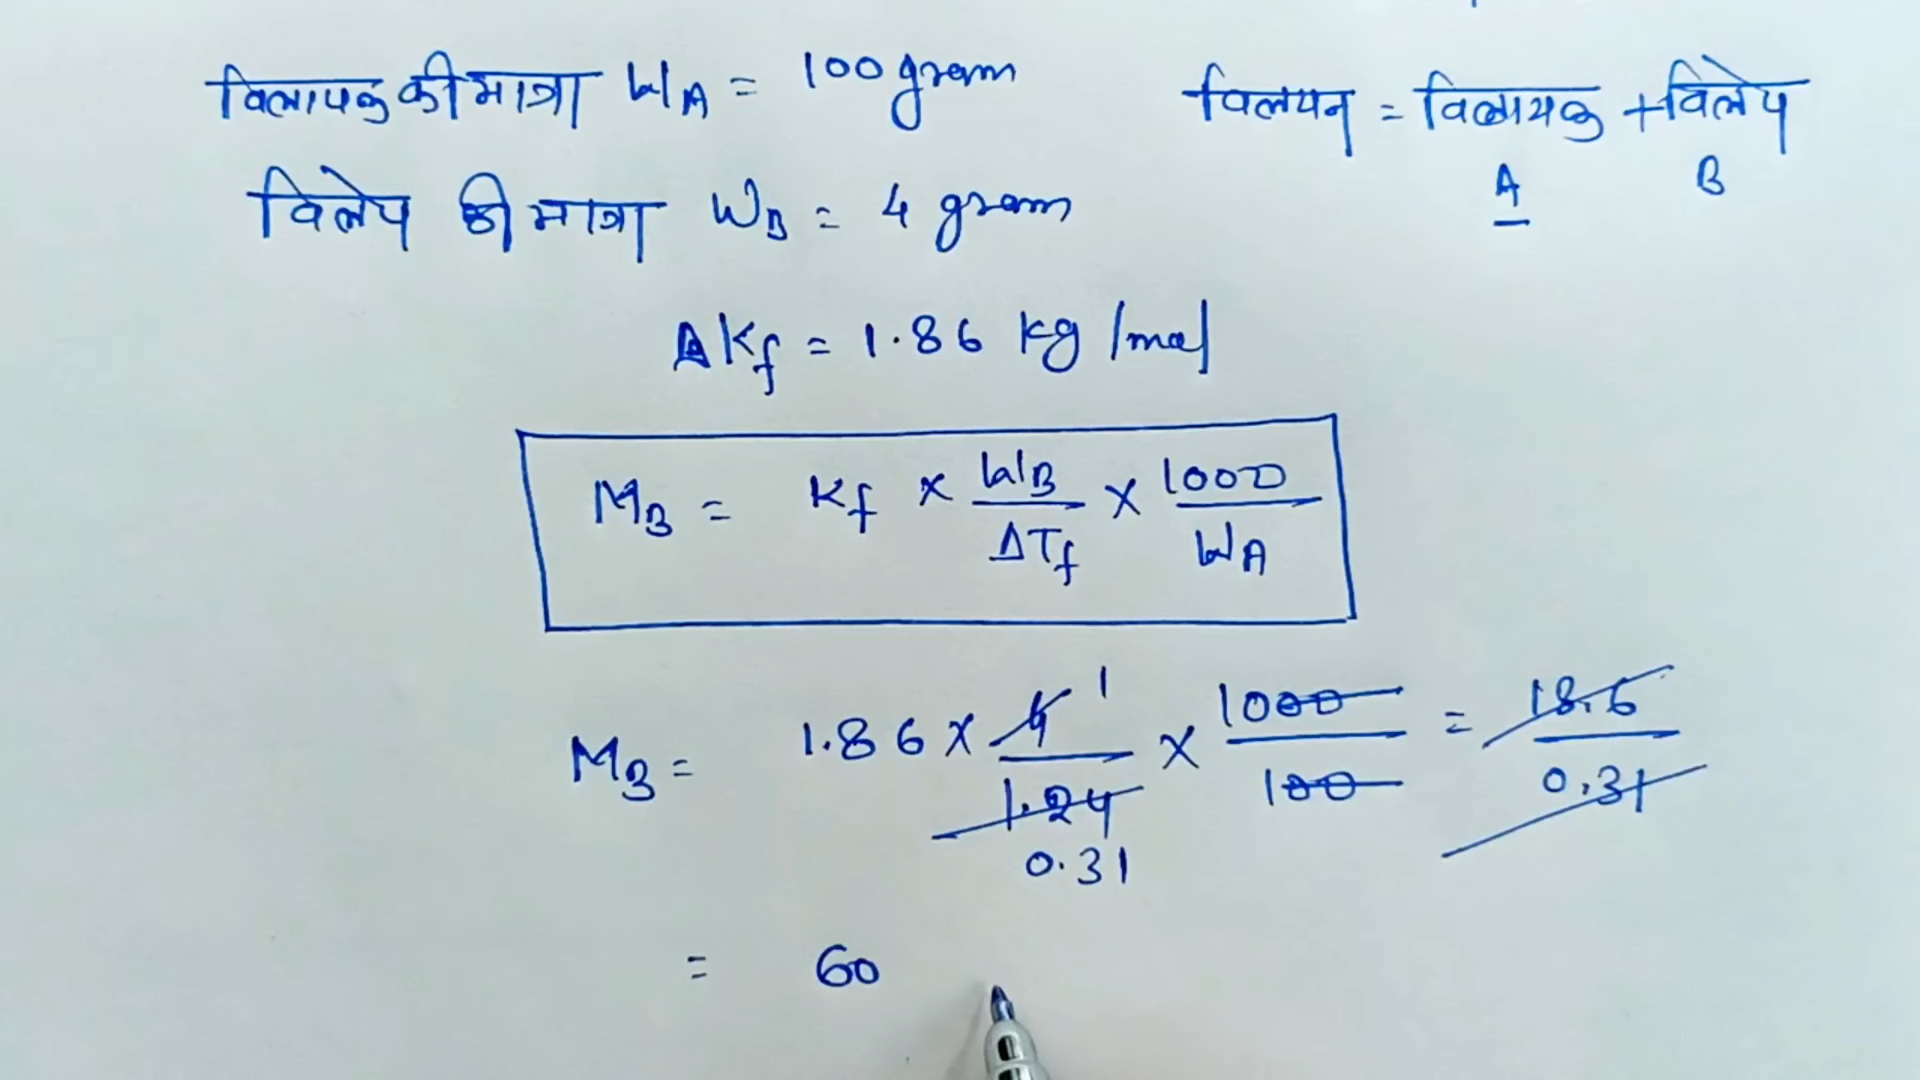 विलायक की मात्रा WA = 100 gram
विलयन = विलायक + विलेय
A B
विलेय की मात्रा WB = 4 gram
Kf = 1.86 kg/mol
MB = Kf × WB/ΔTf × 1000/WA
MB = 1.86 × 4/1.24 × 1000/100 = 18.6/0.31
1
0.31
= 60